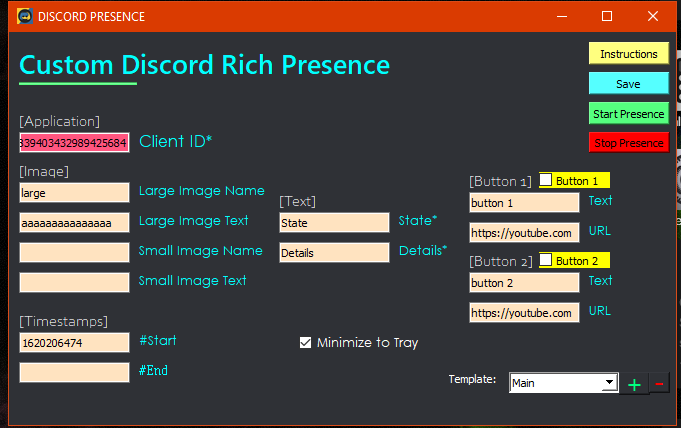 DISCORD PRESENCE
Custom Discord Rich Presence
Instructions
Save
Start Presence
Stop Presence
[Application]
339403432989425684
Client ID*
[Image]
large
Large Image Name
aaaaaaaaaaaaaaa
Large Image Text
Small Image Name
Small Image Text
[Text]
State
State*
Details
Details*
[Button 1]
Button 1
button 1
Text
https://youtube.com
URL
[Button 2]
Button 2
button 2
Text
https://youtube.com
URL
[Timestamps]
1620206474
#Start
#End
Minimize to Tray
Template:
Main
+
-